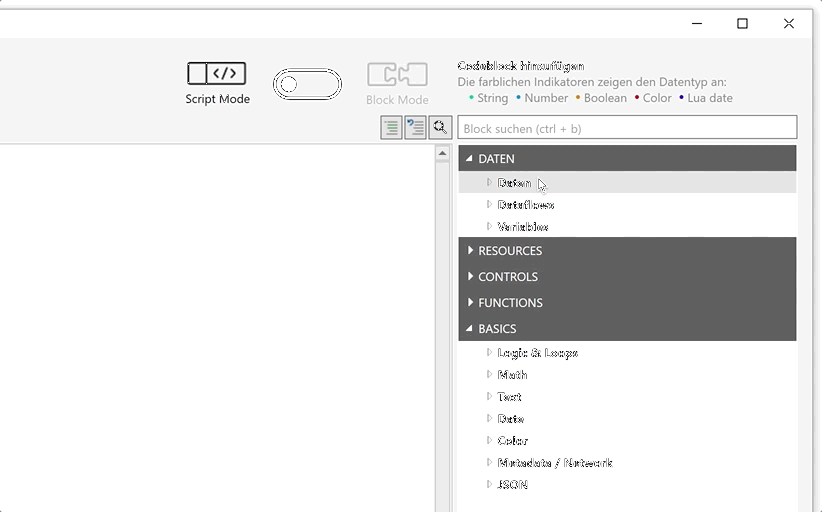 Script Mode
Block Mode
Codeblock hinzufügen
Die farblichen Indikatoren zeigen den Datentyp an:
• String • Number • Boolean • Color • Lua date
Block suchen (ctrl + b)
DATEN
Daten
Dataflows
Variables
RESOURCES
CONTROLS
FUNCTIONS
BASICS
Logic & Loops
Math
Text
Date
Color
Metadata / Network
JSON